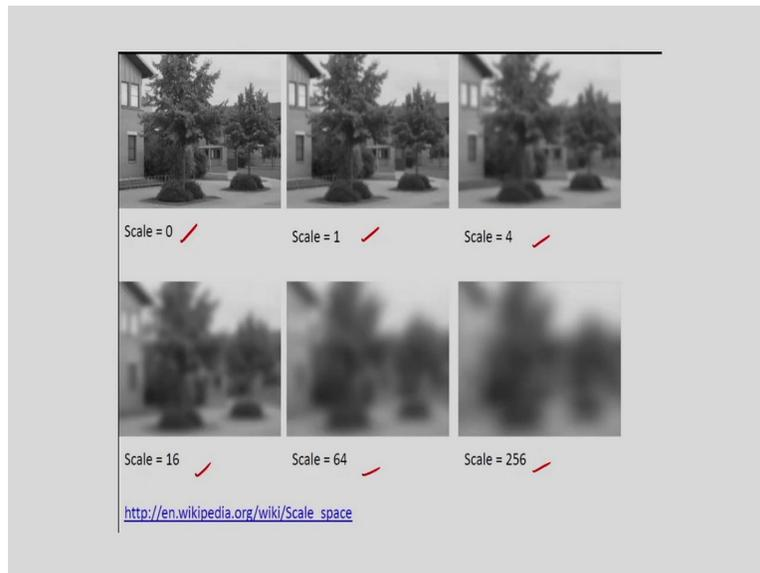 Scale = 0
Scale = 1
Scale = 4
Scale = 16
Scale = 64
Scale = 256
http://en.wikipedia.org/wiki/Scale_space